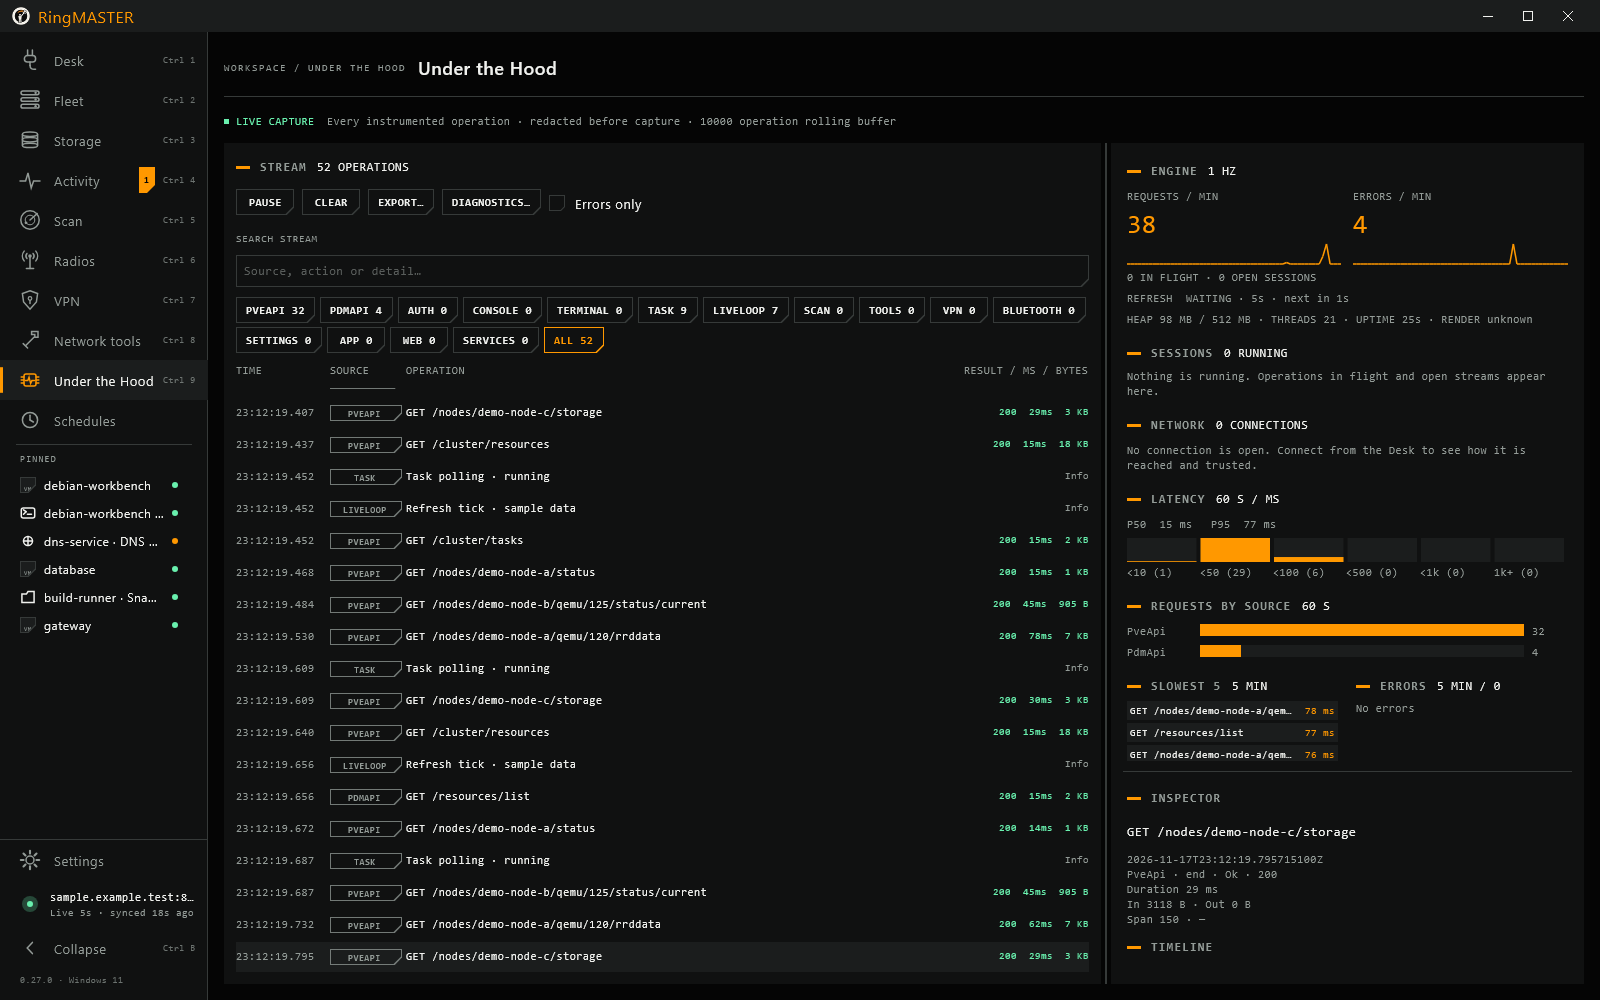 RingMASTER
Desk Ctrl 1
Fleet Ctrl 2
Storage Ctrl 3
Activity 1 Ctrl 4
Scan Ctrl 5
Radios Ctrl 6
VPN Ctrl 7
Network tools Ctrl 8
Under the Hood Ctrl 9
Schedules
PINNED
debian-workbench
debian-workbench ...
dns-service · DNS ...
database
build-runner · Sna...
gateway
Settings
sample.example.test:8...
Live 5s · synced 18s ago
Collapse Ctrl B
0.27.0 · Windows 11
WORKSPACE / UNDER THE HOOD Under the Hood
LIVE CAPTURE Every instrumented operation · redacted before capture · 10000 operation rolling buffer
STREAM 52 OPERATIONS
PAUSE CLEAR EXPORT… DIAGNOSTICS… Errors only
SEARCH STREAM
Source, action or detail…
PVEAPI 32 PDMAPI 4 AUTH 0 CONSOLE 0 TERMINAL 0 TASK 9 LIVELOOP 7 SCAN 0 TOOLS 0 VPN 0 BLUETOOTH 0
SETTINGS 0 APP 0 WEB 0 SERVICES 0 ALL 52
TIME SOURCE OPERATION RESULT / MS / BYTES
23:12:19.407 PVEAPI GET /nodes/demo-node-c/storage 200 29ms 3 KB
23:12:19.437 PVEAPI GET /cluster/resources 200 15ms 18 KB
23:12:19.452 TASK Task polling · running Info
23:12:19.452 LIVELOOP Refresh tick · sample data Info
23:12:19.452 PVEAPI GET /cluster/tasks 200 15ms 2 KB
23:12:19.468 PVEAPI GET /nodes/demo-node-a/status 200 15ms 1 KB
23:12:19.484 PVEAPI GET /nodes/demo-node-b/qemu/125/status/current 200 45ms 905 B
23:12:19.530 PVEAPI GET /nodes/demo-node-a/qemu/120/rrddata 200 78ms 7 KB
23:12:19.609 TASK Task polling · running Info
23:12:19.609 PVEAPI GET /nodes/demo-node-c/storage 200 30ms 3 KB
23:12:19.640 PVEAPI GET /cluster/resources 200 15ms 18 KB
23:12:19.656 LIVELOOP Refresh tick · sample data Info
23:12:19.656 PDMAPI GET /resources/list 200 15ms 2 KB
23:12:19.672 PVEAPI GET /nodes/demo-node-a/status 200 14ms 1 KB
23:12:19.687 TASK Task polling · running Info
23:12:19.687 PVEAPI GET /nodes/demo-node-b/qemu/125/status/current 200 45ms 905 B
23:12:19.732 PVEAPI GET /nodes/demo-node-a/qemu/120/rrddata 200 62ms 7 KB
23:12:19.795 PVEAPI GET /nodes/demo-node-c/storage 200 29ms 3 KB
ENGINE 1 HZ
REQUESTS / MIN ERRORS / MIN
38 4
0 IN FLIGHT · 0 OPEN SESSIONS
REFRESH WAITING · 5s · next in 1s
HEAP 98 MB / 512 MB · THREADS 21 · UPTIME 25s · RENDER unknown
SESSIONS 0 RUNNING
Nothing is running. Operations in flight and open streams appear
here.
NETWORK 0 CONNECTIONS
No connection is open. Connect from the Desk to see how it is
reached and trusted.
LATENCY 60 S / MS
P50 15 ms P95 77 ms
<10 (1) <50 (29) <100 (6) <500 (0) <1k (0) 1k+ (0)
REQUESTS BY SOURCE 60 S
PveApi 32
PdmApi 4
SLOWEST 5 5 MIN ERRORS 5 MIN / 0
GET /nodes/demo-node-a/qem… 78 ms No errors
GET /resources/list 77 ms
GET /nodes/demo-node-a/qem… 76 ms
INSPECTOR
GET /nodes/demo-node-c/storage
2026-11-17T23:12:19.795715100Z
PveApi · end · Ok · 200
Duration 29 ms
In 3118 B · Out 0 B
Span 150 · —
TIMELINE